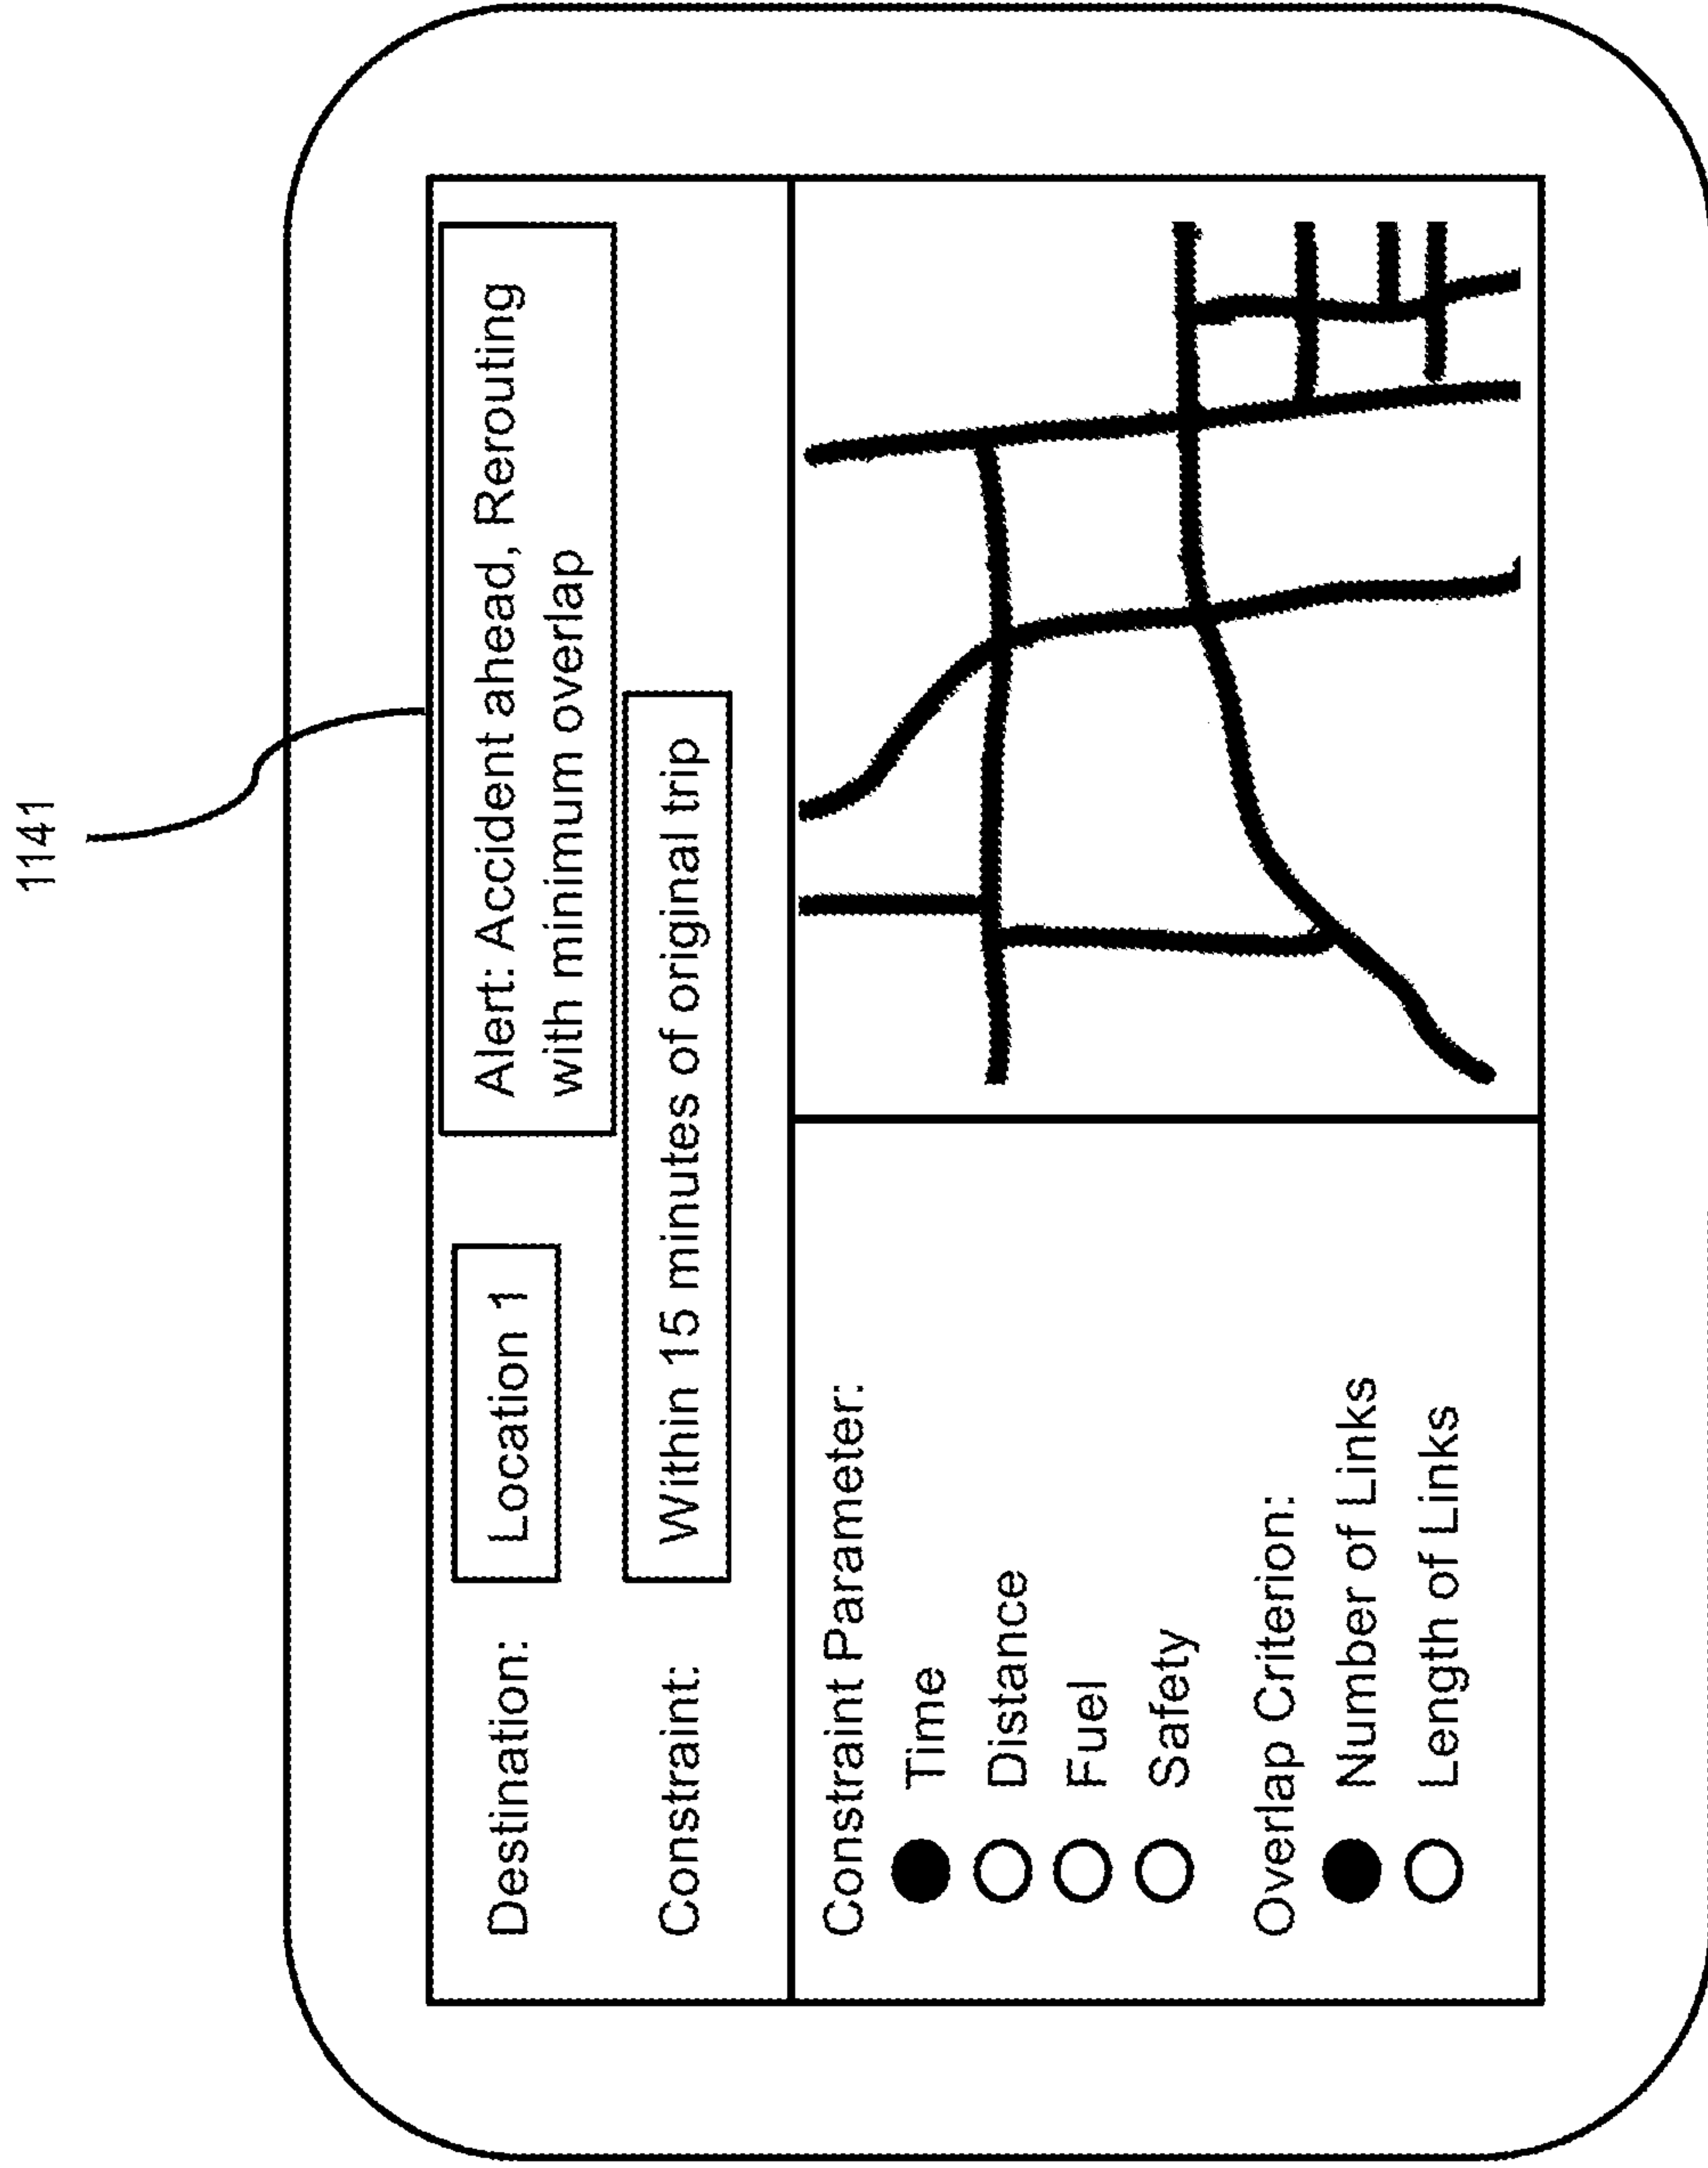 1141
Destination: Location 1
Alert: Accident ahead, Rerouting
with minimum overlap
Constraint: Within 15 minutes of original trip
Constraint Parameter:
Time
Distance
Fuel
Safety
Overlap Criterion:
Number of Links
Length of Links